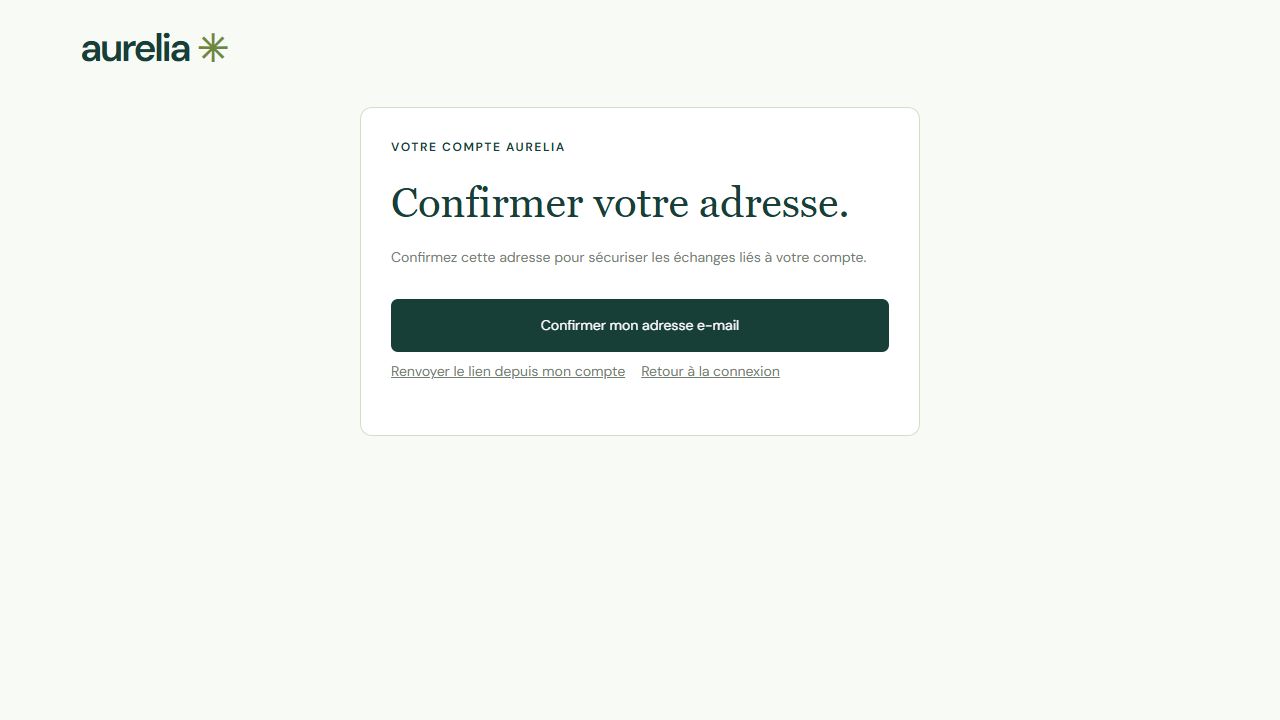 aurelia
VOTRE COMPTE AURELIA
Confirmer votre adresse.
Confirmez cette adresse pour sécuriser les échanges liés à votre compte.
Confirmer mon adresse e-mail
Renvoyer le lien depuis mon compte Retour à la connexion